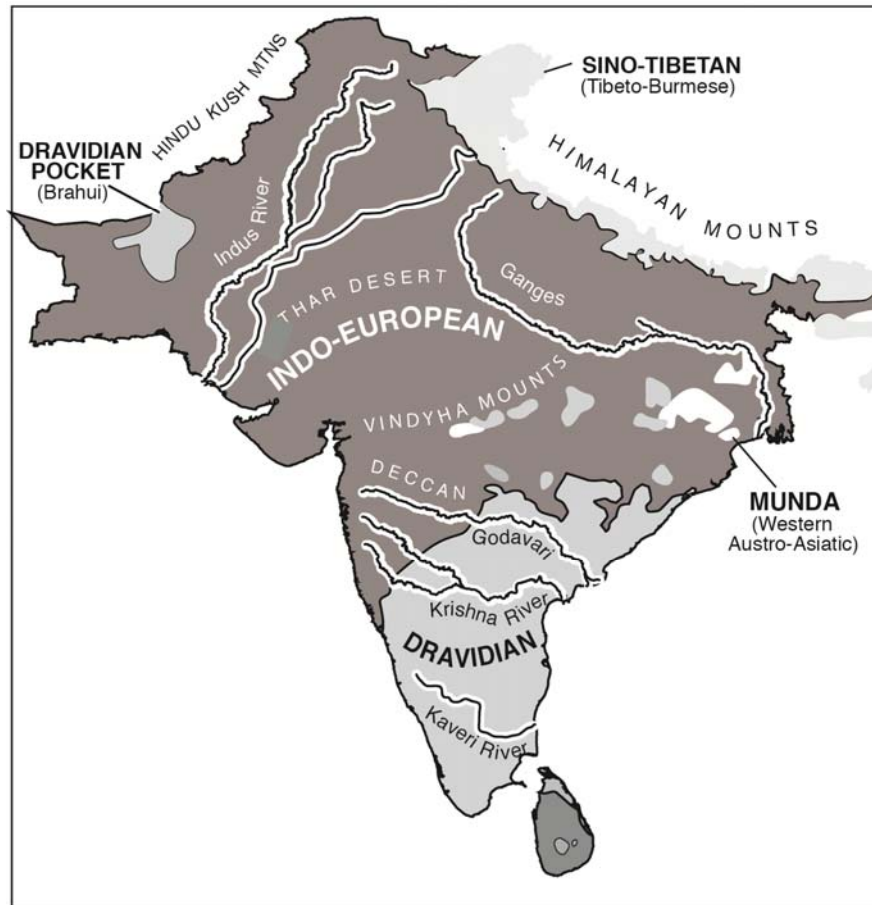 HINDU KUSH MTNS
SINO-TIBETAN
(Tibeto-Burmese)
DRAVIDIAN
POCKET
(Brahui)
HIMALAYAN MOUNTS
Indus River
THAR DESERT
Ganges
INDO-EUROPEAN
VINDYHA MOUNTS
DECCAN
MUNDA
(Western
Austro-Asiatic)
Godavari
Krishna River
DRAVIDIAN
Kaveri River